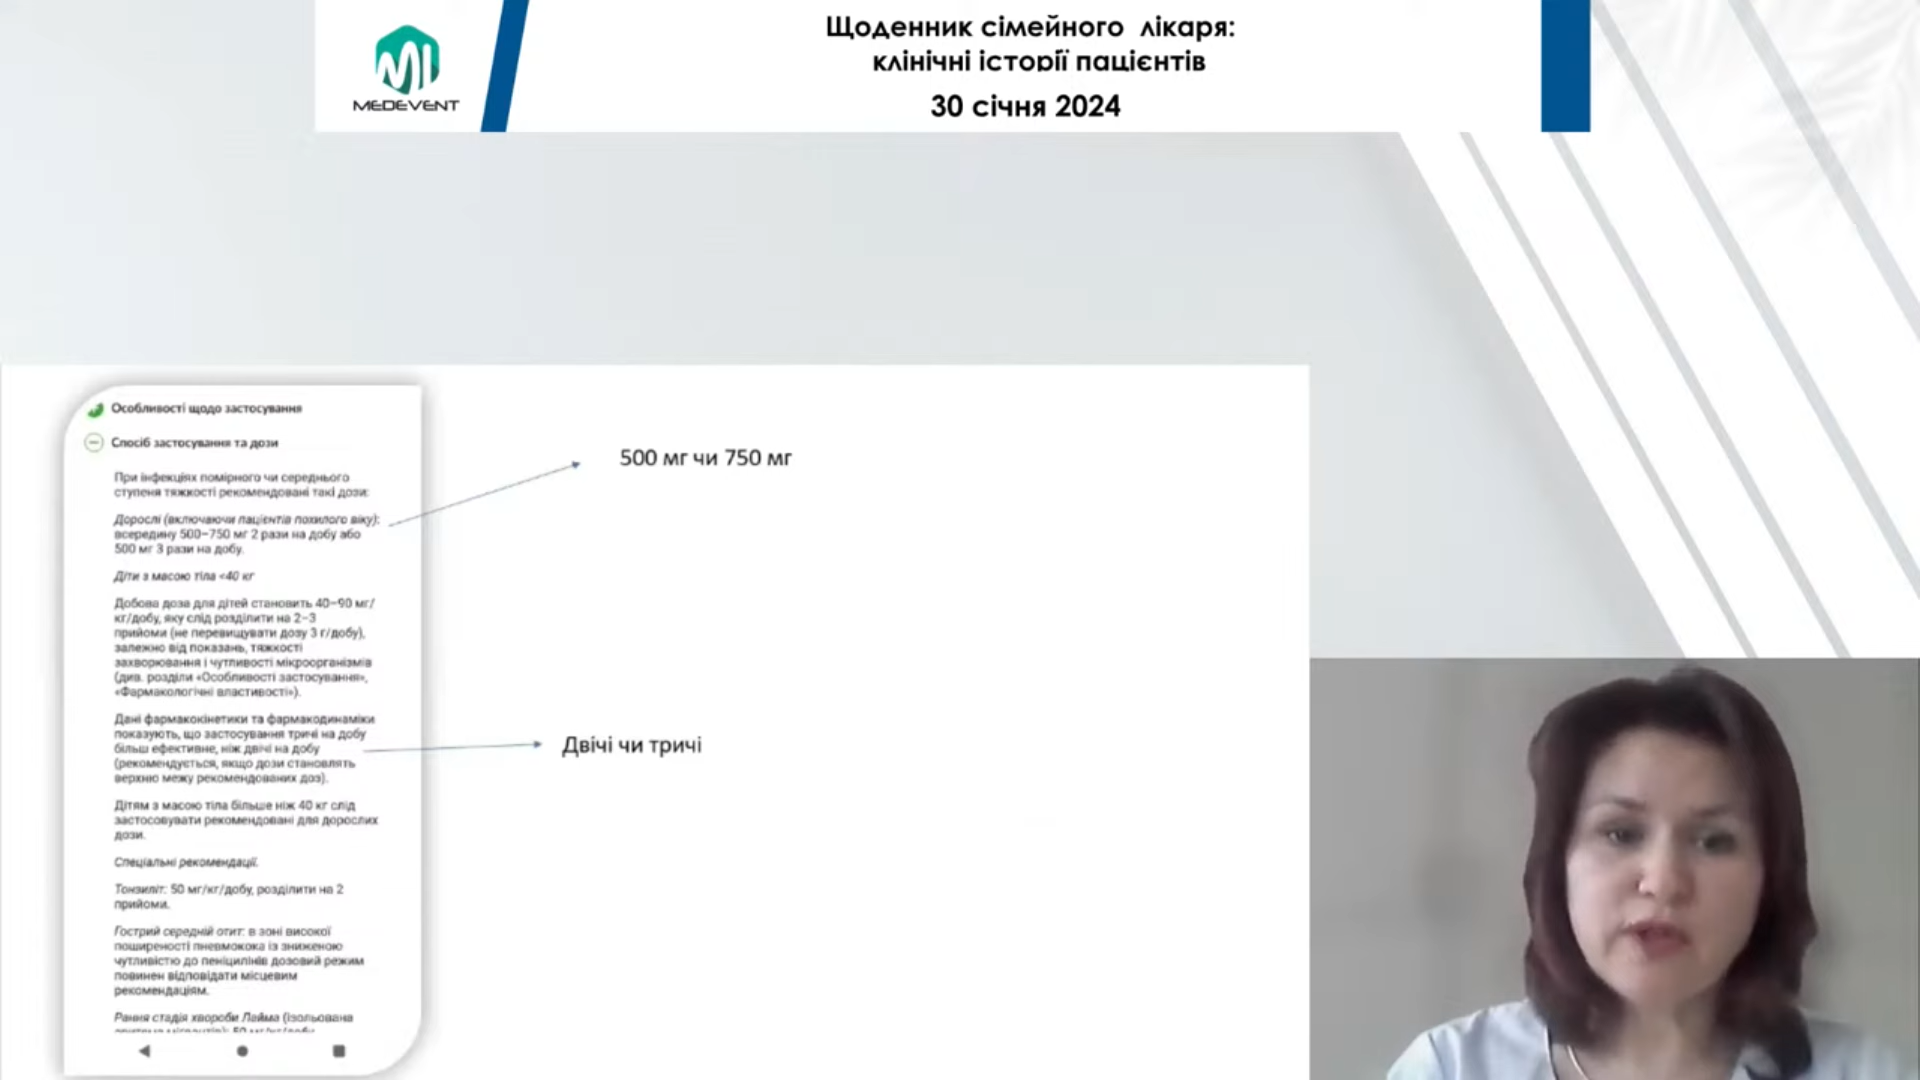 Щоденник сімейного лікаря:
клінічні історії пацієнтів
30 січня 2024
MEDEVENT
Особливості щодо застосування
Спосіб застосування та дози
При інфекціях помірного чи середнього
ступеня тяжкості рекомендовані такі дози:
Дорослі (включаючи пацієнтів похилого віку):
всередину 500–750 мг 2 рази на добу або
500 мг 3 рази на добу.
Діти з масою тіла <40 кг
Добова доза для дітей становить 40–90 мг/
кг/добу, яку слід розділити на 2–3
прийоми (не перевищувати дозу 3 г/добу),
залежно від показань, тяжкості
захворювання і чутливості мікроорганізмів
(див. розділи «Особливості застосування»,
«Фармакологічні властивості»).
Дані фармакокінетики та фармакодинаміки
показують, що застосування тричі на добу
більш ефективне, ніж двічі на добу
(рекомендується, якщо дози становлять
верхню межу рекомендованих доз).
Дітям з масою тіла більше ніж 40 кг слід
застосовувати рекомендовані для дорослих
дози.
Спеціальні рекомендації.
Тонзиліт: 50 мг/кг/добу, розділити на 2
прийоми.
Гострий середній отит: в зоні високої
поширеності пневмокока із зниженою
чутливістю до пеніцилінів дозовий режим
повинен відповідати місцевим
рекомендаціям.
Рання стадія хвороби Лайма (ізольована
500 мг чи 750 мг
Двічі чи тричі